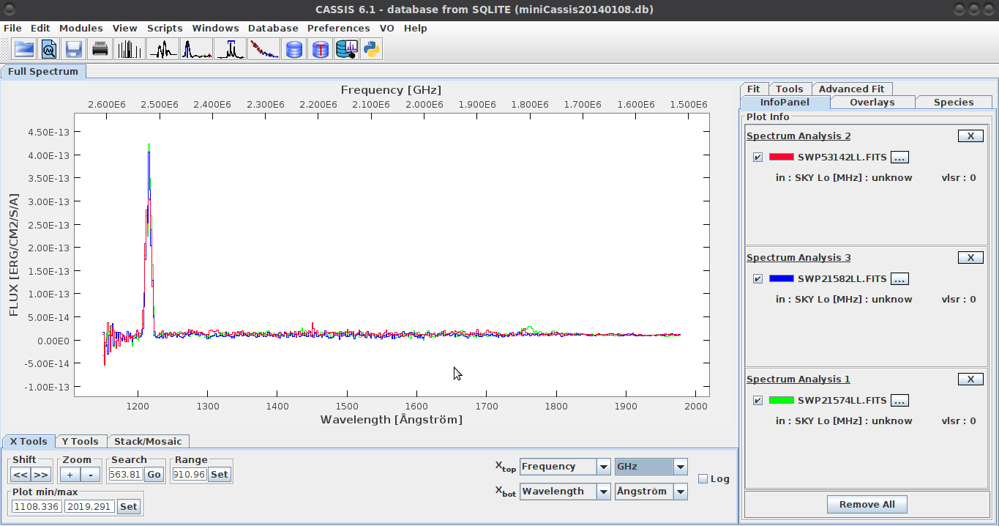 CASSIS 6.1 - database from SQLITE (miniCassis20140108.db)
File Edit Modules View Scripts Windows Database Preferences VO Help
T
Full Spectrum
Frequency [GHz]
2.600E6 2.500E6 2.400E6 2.300E6 2.200E6 2.100E6 2.000E6 1.900E6 1.800E6 1.700E6 1.600E6 1.500E6
FLUX [ERG/CM2/S/A]
4.50E-13
4.00E-13
3.50E-13
3.00E-13
2.50E-13
2.00E-13
1.50E-13
1.00E-13
5.00E-14
0.00E0
-5.00E-14
-1.00E-13
1200 1300 1400 1500 1600 1700 1800 1900 2000
Wavelength [Ångström]
Fit Tools Advanced Fit
InfoPanel Overlays Species
Plot Info
Spectrum Analysis 2 X
SWP53142LL.FITS ...
in : SKY Lo [MHz] : unknow vlsr : 0
Spectrum Analysis 3 X
SWP21582LL.FITS ...
in : SKY Lo [MHz] : unknow vlsr : 0
Spectrum Analysis 1 X
SWP21574LL.FITS ...
in : SKY Lo [MHz] : unknow vlsr : 0
Remove All
X Tools Y Tools Stack/Mosaic
Shift Zoom Search Range
<< >> + - 563.81 Go 910.96 Set
Plot min/max
1108.336 2019.291 Set
Xtop Frequency GHz
Xbot Wavelength Ångström
Log